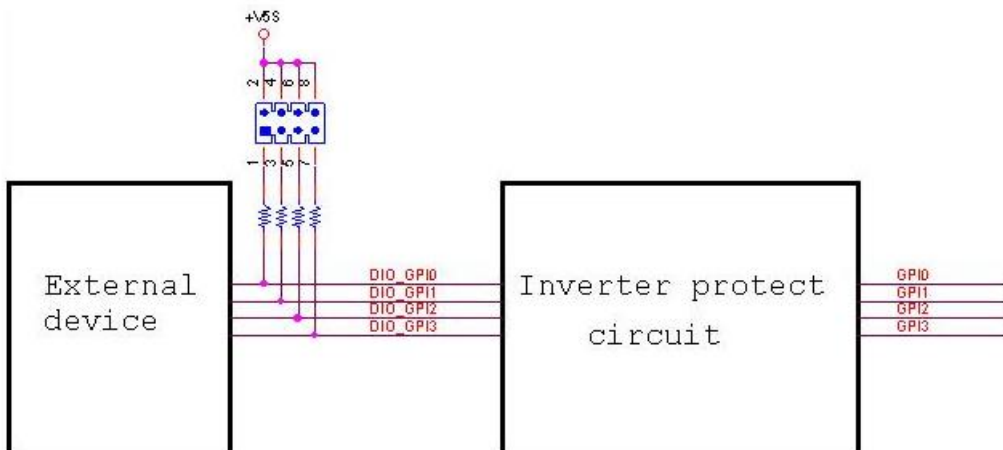 +V5S
2 4 6 8
1 3 5 7
External
device
DIO_GPI0
DIO_GPI1
DIO_GPI2
DIO_GPI3
Inverter protect
circuit
GPI0
GPI1
GPI2
GPI3